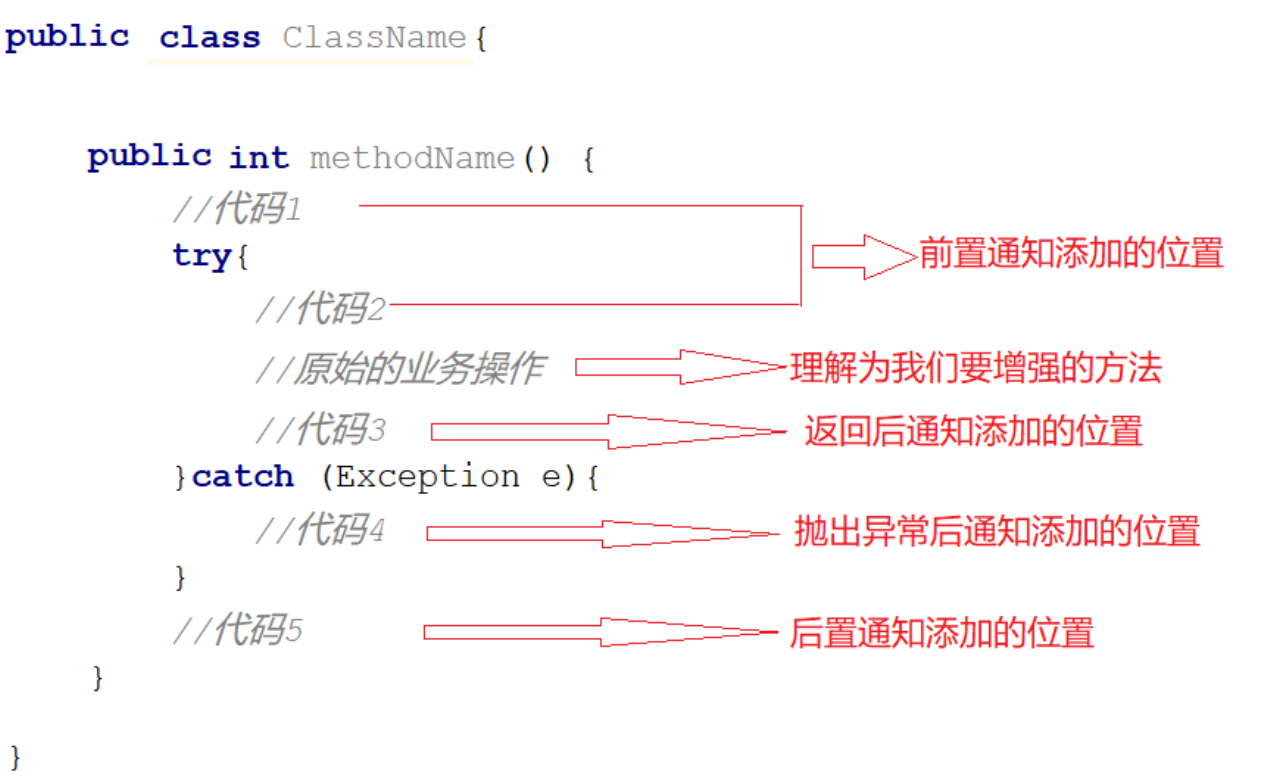 public class ClassName{
public int methodName() {
//代码1
前置通知添加的位置
try{
//代码2
//原始的业务操作 理解为我们要增强的方法
//代码3 返回后通知添加的位置
}catch (Exception e){
//代码4 抛出异常后通知添加的位置
}
//代码5 后置通知添加的位置
}
}